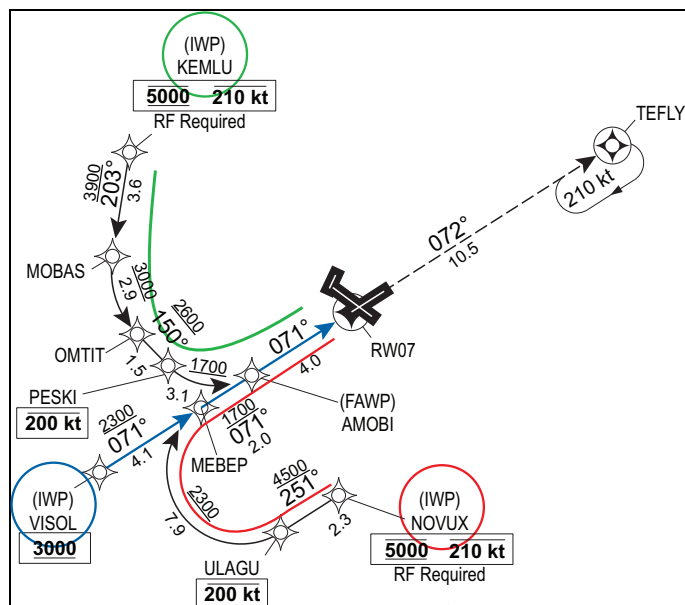 (IWP)
KEMLU
5000 210 kt
RF Required
TEFLY
210 kt
3900
203°
3.6
072°
10.5
MOBAS
3000
2.9
2600
150°
OMTIT
1.5
071°
RW07
4.0
PESKI
200 kt
1700
3.1
(FAWP)
AMOBI
2300
071°
4.1
1700
071°
2.0
MEBEP
(IWP)
VISOL
3000
2300
7.9
4500
251°
2.3
(IWP)
NOVUX
5000 210 kt
RF Required
ULAGU
200 kt